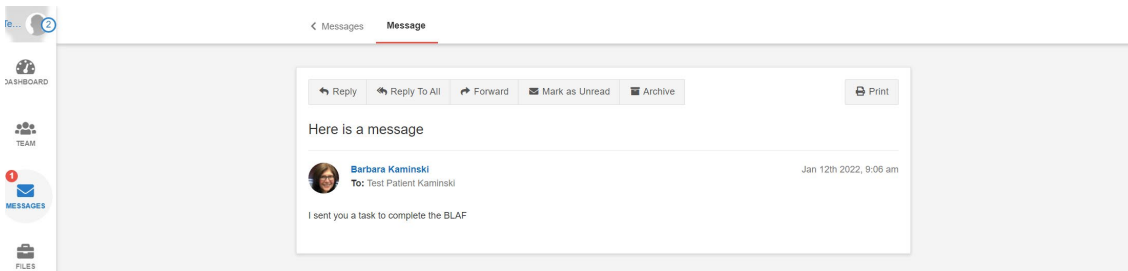 Te... 2
Messages Message
DASHBOARD
Reply Reply To All Forward Mark as Unread Archive Print
Here is a message
TEAM
Barbara Kaminski Jan 12th 2022, 9:06 am
To: Test Patient Kaminski
1
MESSAGES
I sent you a task to complete the BLAF
FILES